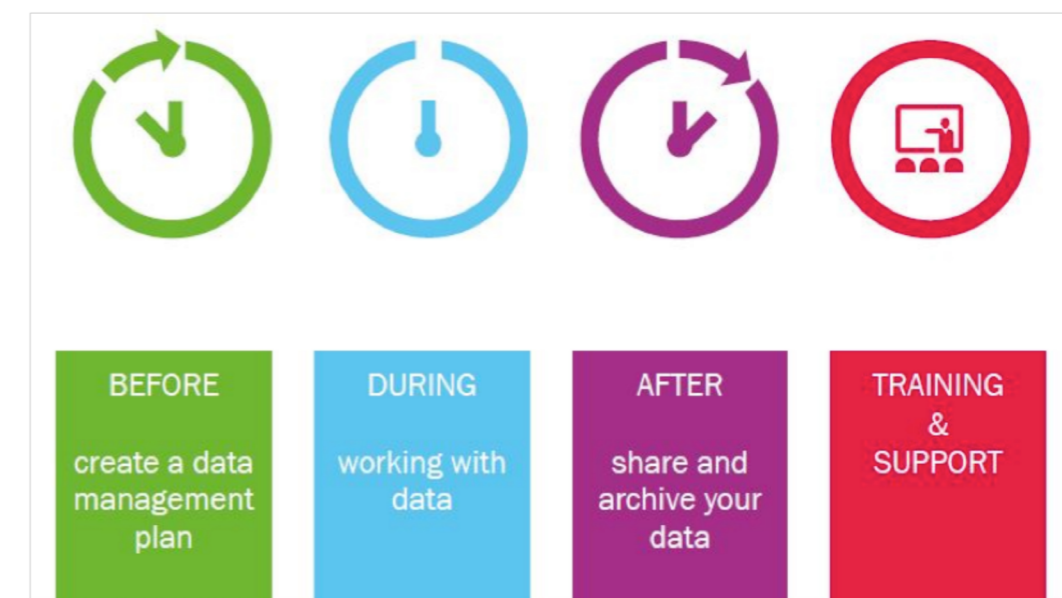 BEFORE
create a data
management
plan
DURING
working with
data
AFTER
share and
archive your
data
TRAINING
&
SUPPORT